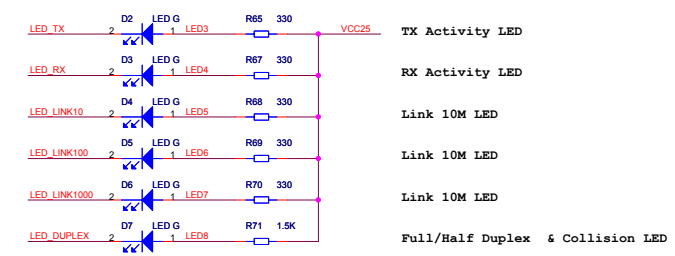 D2 LED G R65 330
LED_TX 2 1 LED3 VCC25 TX Activity LED
D3 LED G R67 330
LED_RX 2 1 LED4 RX Activity LED
D4 LED G R68 330
LED_LINK10 2 1 LED5 Link 10M LED
D5 LED G R69 330
LED_LINK100 2 1 LED6 Link 10M LED
D6 LED G R70 330
LED_LINK1000 2 1 LED7 Link 10M LED
D7 LED G R71 1.5K
LED_DUPLEX 2 1 LED8 Full/Half Duplex & Collision LED